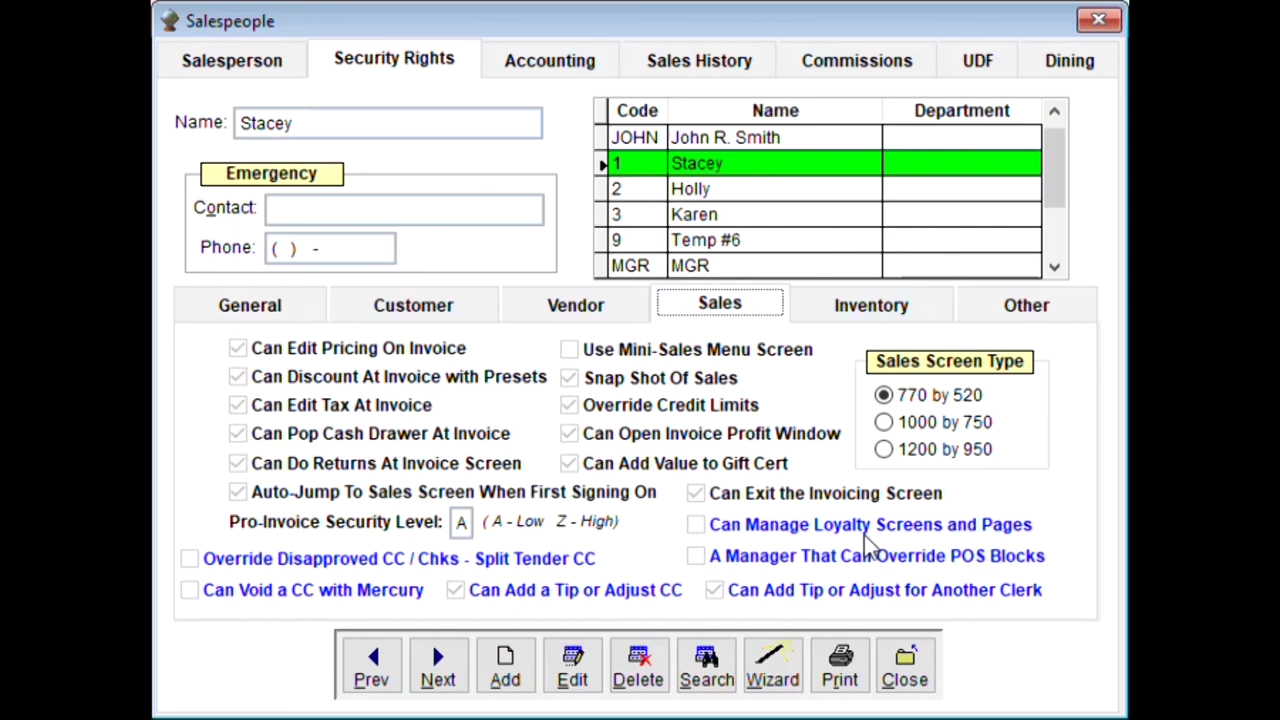 Salespeople
Salesperson Security Rights Accounting Sales History Commissions UDF Dining
Name: Stacey
Emergency
Contact:
Phone: ( ) -
Code Name Department
JOHN John R. Smith
1 Stacey
2 Holly
3 Karen
9 Temp #6
MGR MGR
General Customer Vendor Sales Inventory Other
Can Edit Pricing On Invoice
Can Discount At Invoice with Presets
Can Edit Tax At Invoice
Can Pop Cash Drawer At Invoice
Can Do Returns At Invoice Screen
Auto-Jump To Sales Screen When First Signing On
Pro-Invoice Security Level: A ( A - Low Z - High)
Use Mini-Sales Menu Screen
Snap Shot Of Sales
Override Credit Limits
Can Open Invoice Profit Window
Can Add Value to Gift Cert
Sales Screen Type
770 by 520
1000 by 750
1200 by 950
Can Exit the Invoicing Screen
Can Manage Loyalty Screens and Pages
A Manager That Can Override POS Blocks
Override Disapproved CC / Chks - Split Tender CC
Can Void a CC with Mercury
Can Add a Tip or Adjust CC
Can Add Tip or Adjust for Another Clerk
Prev Next Add Edit Delete Search Wizard Print Close